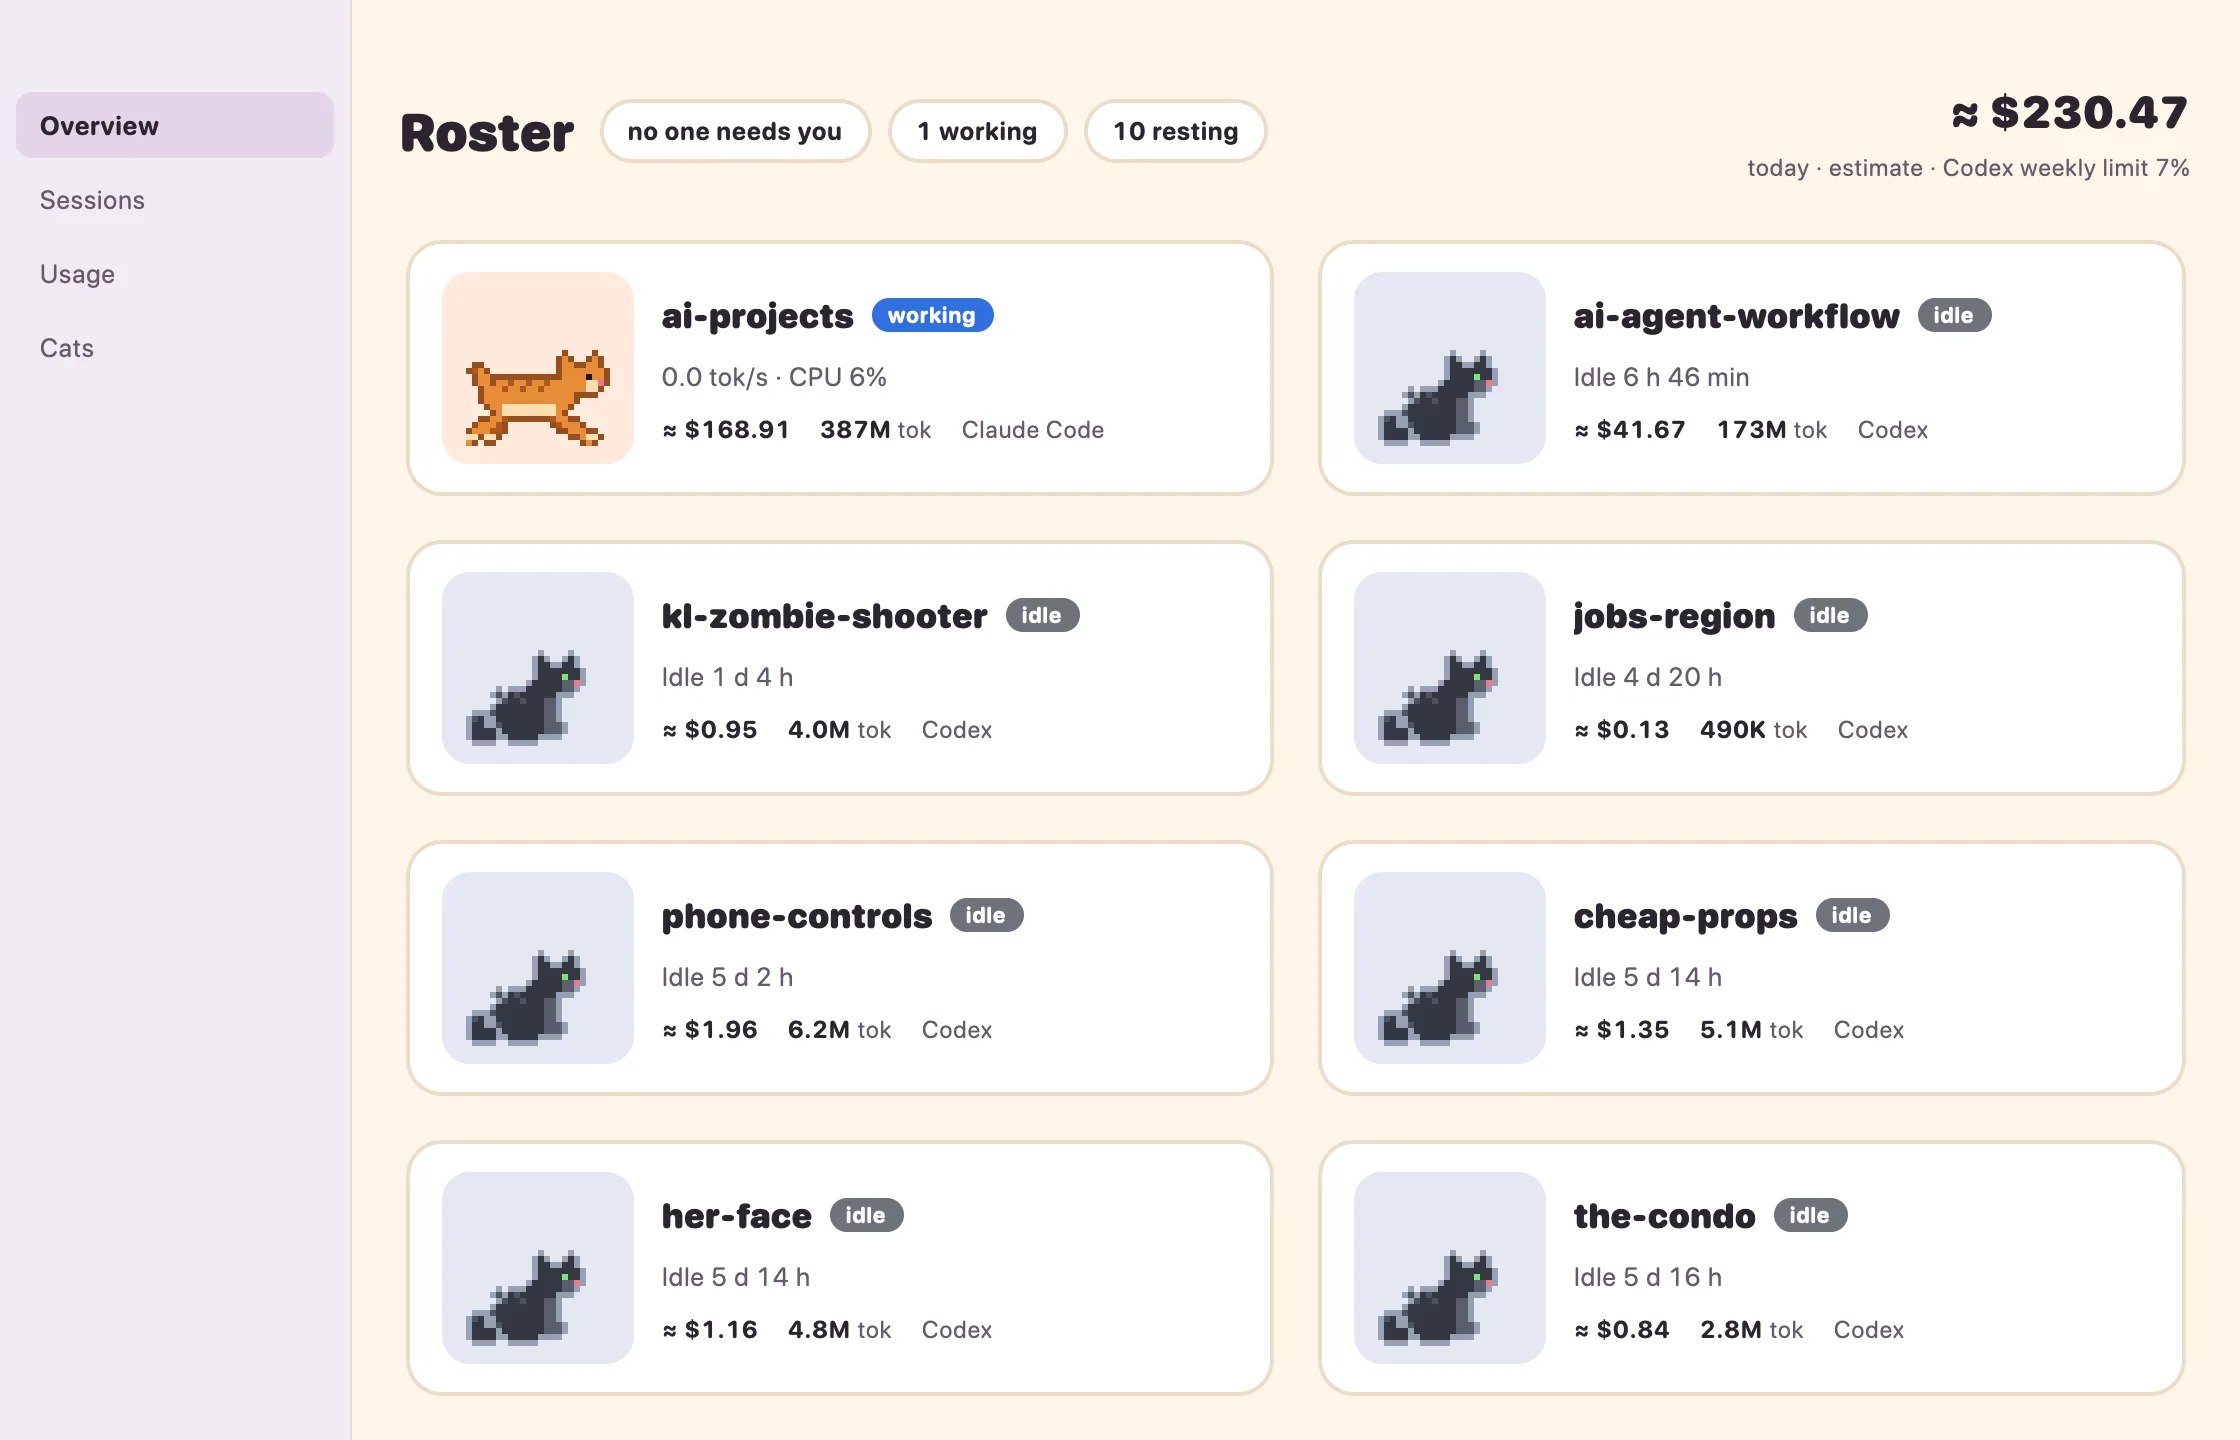 Overview
Sessions
Usage
Cats
Roster
no one needs you
1 working
10 resting
≈ $230.47
today · estimate · Codex weekly limit 7%
ai-projects working
0.0 tok/s · CPU 6%
≈ $168.91 387M tok Claude Code
ai-agent-workflow idle
Idle 6 h 46 min
≈ $41.67 173M tok Codex
kl-zombie-shooter idle
Idle 1 d 4 h
≈ $0.95 4.0M tok Codex
jobs-region idle
Idle 4 d 20 h
≈ $0.13 490K tok Codex
phone-controls idle
Idle 5 d 2 h
≈ $1.96 6.2M tok Codex
cheap-props idle
Idle 5 d 14 h
≈ $1.35 5.1M tok Codex
her-face idle
Idle 5 d 14 h
≈ $1.16 4.8M tok Codex
the-condo idle
Idle 5 d 16 h
≈ $0.84 2.8M tok Codex